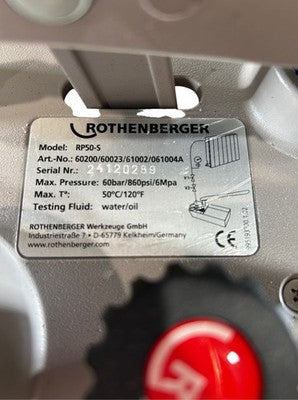 ROTHENBERGER
Model: RP50-S
Art.-No.: 60200/60023/61002/061004A
Serial Nr.: 24120289
Max. Pressure: 60bar/860psi/6Mpa
Max. T°: 50°C/120°F
Testing Fluid: water/oil
ROTHENBERGER Werkzeuge GmbH
Industriestraße 7 • D-65779 Kelkheim/Germany
www.rothenberger.com
CE
R